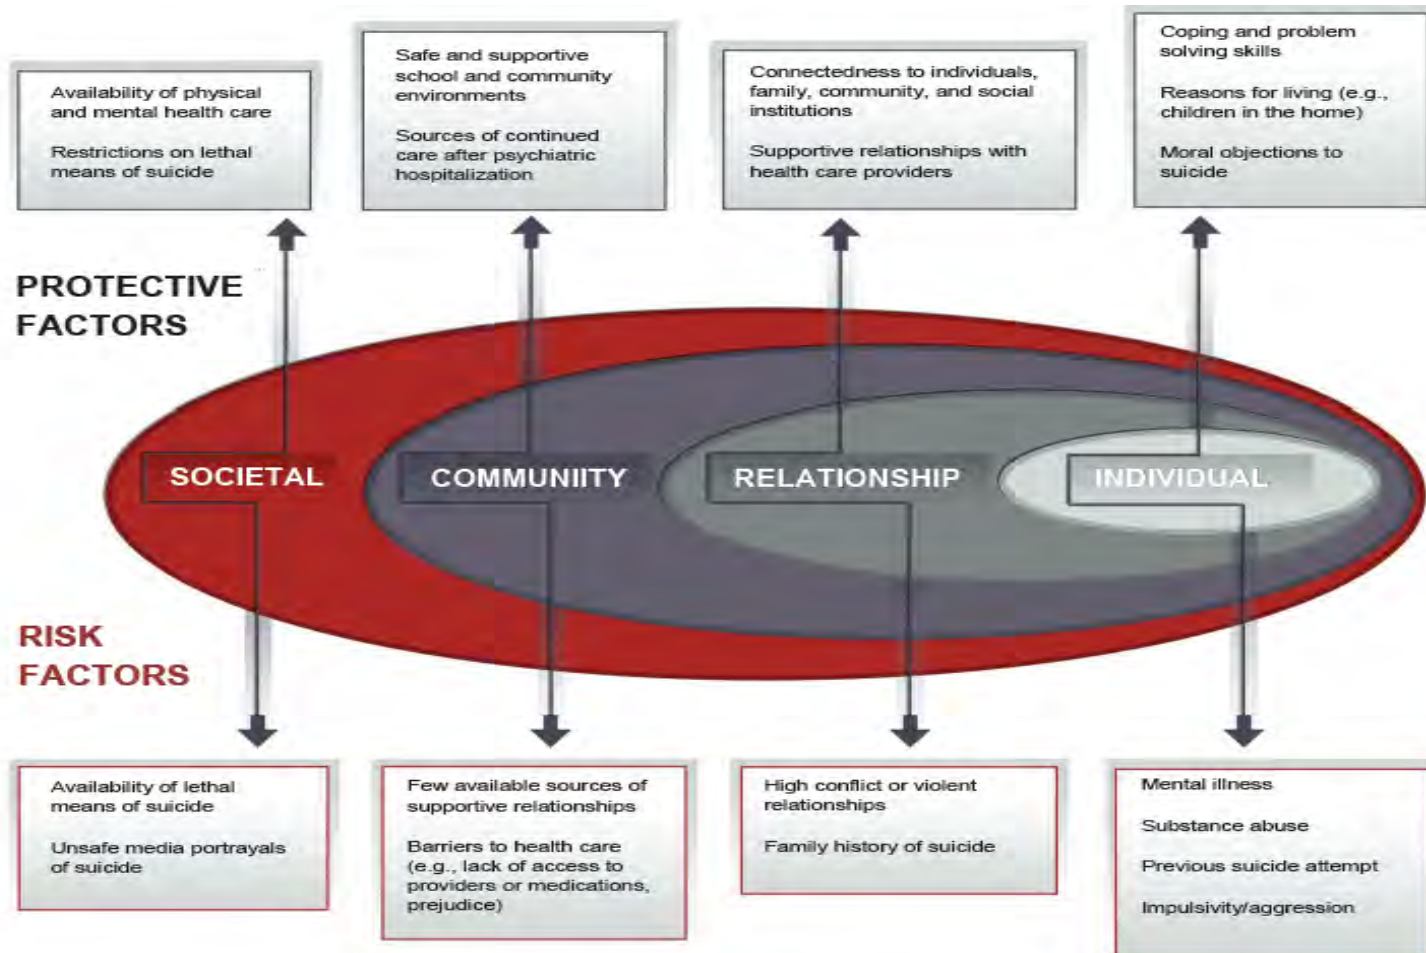 Availability of physical
and mental health care
Restrictions on lethal
means of suicide
Safe and supportive
school and community
environments
Sources of continued
care after psychiatric
hospitalization
Connectedness to individuals,
family, community, and social
institutions
Supportive relationships with
health care providers
Coping and problem
solving skills
Reasons for living (e.g.,
children in the home)
Moral objections to
suicide
PROTECTIVE
FACTORS
SOCIETAL
COMMUNIITY
RELATIONSHIP
INDIVIDUAL
RISK
FACTORS
Availability of lethal
means of suicide
Unsafe media portrayals
of suicide
Few available sources of
supportive relationships
Barriers to health care
(e.g., lack of access to
providers or medications,
prejudice)
High conflict or violent
relationships
Family history of suicide
Mental illness
Substance abuse
Previous suicide attempt
Impulsivity/aggression